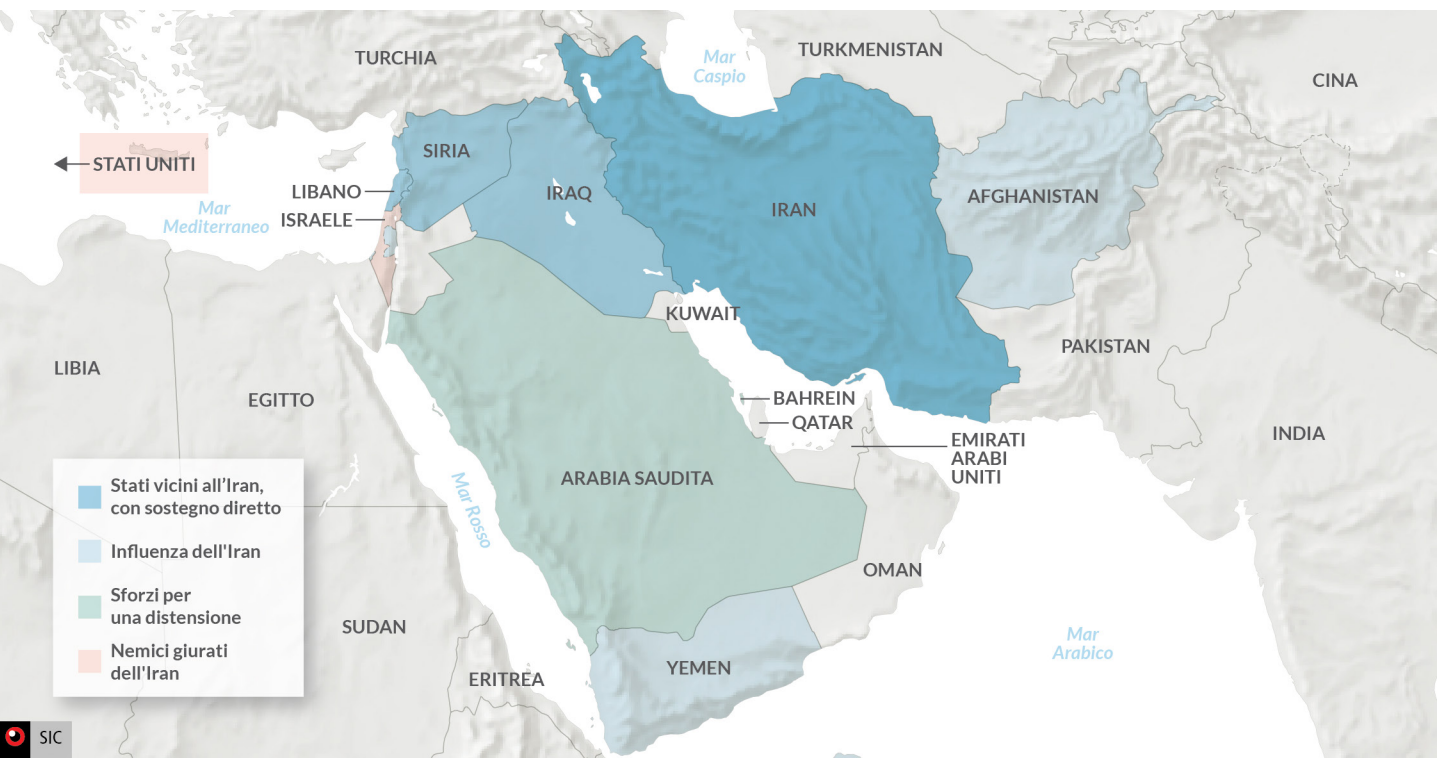 TURCHIA
Mar
Caspio
TURKMENISTAN
CINA
STATI UNITI
SIRIA
LIBANO
IRAQ
IRAN
AFGHANISTAN
Mar
Mediterraneo
ISRAELE
KUWAIT
PAKISTAN
LIBIA
EGITTO
BAHREIN
QATAR
EMIRATI
ARABI
UNITI
INDIA
ARABIA SAUDITA
Mar Rosso
Stati vicini all’Iran,
con sostegno diretto
Influenza dell'Iran
Sforzi per
una distensione
Nemici giurati
dell'Iran
OMAN
SUDAN
Mar
Arabico
YEMEN
ERITREA
SIC